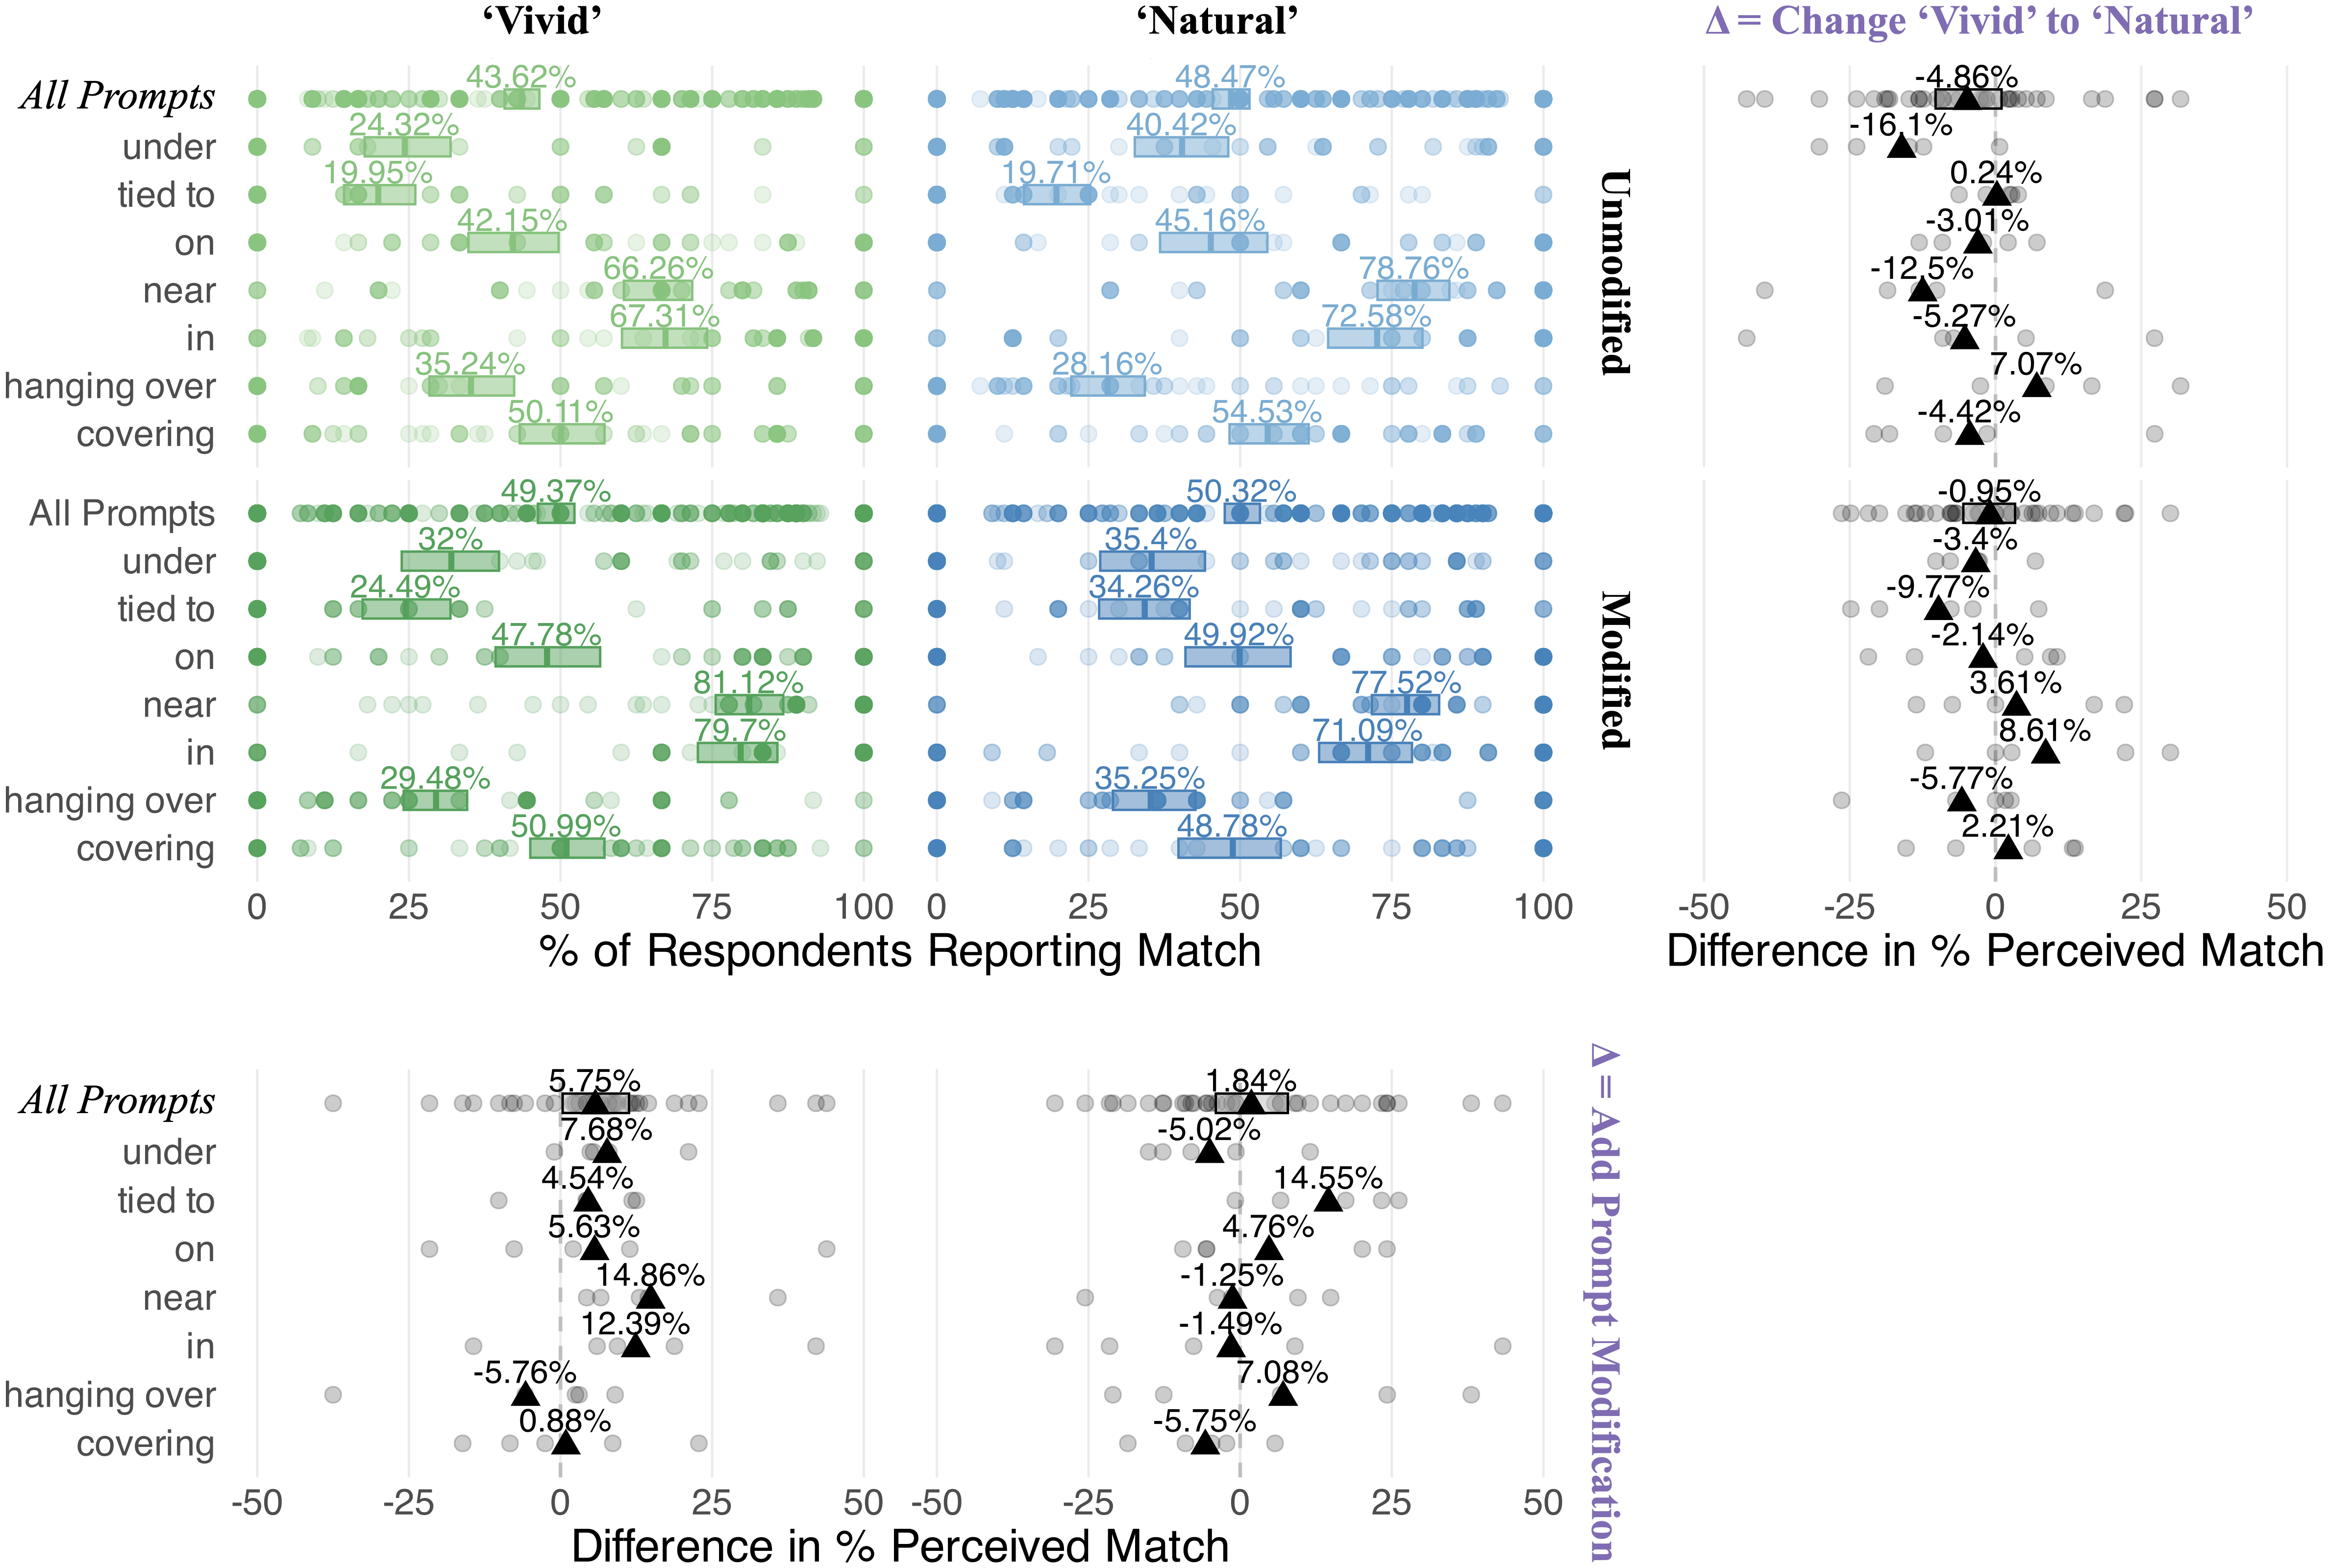 ‘Vivid’
‘Natural’
Δ = Change ‘Vivid’ to ‘Natural’
All Prompts 43.62% 48.47% -4.86%
under 24.32% 40.42% -16.1%
tied to 19.95% 19.71% 0.24%
on 42.15% 45.16% -3.01%
near 66.26% 78.76% -12.5%
in 67.31% 72.58% -5.27%
hanging over 35.24% 28.16% 7.07%
covering 50.11% 54.53% -4.42%
Unmodified
All Prompts 49.37% 50.32% -0.95%
under 32% 35.4% -3.4%
tied to 24.49% 34.26% -9.77%
on 47.78% 49.92% -2.14%
near 81.12% 77.52% 3.61%
in 79.7% 71.09% 8.61%
hanging over 29.48% 35.25% -5.77%
covering 50.99% 48.78% 2.21%
Modified
0 25 50 75 100 0 25 50 75 100 -50 -25 0 25 50
% of Respondents Reporting Match
Difference in % Perceived Match
All Prompts 5.75% 1.84%
under 7.68% -5.02%
tied to 4.54% 14.55%
on 5.63% 4.76%
near 14.86% -1.25%
in 12.39% -1.49%
hanging over -5.76% 7.08%
covering 0.88% -5.75%
Δ = Add Prompt Modification
-50 -25 0 25 50 -50 -25 0 25 50
Difference in % Perceived Match